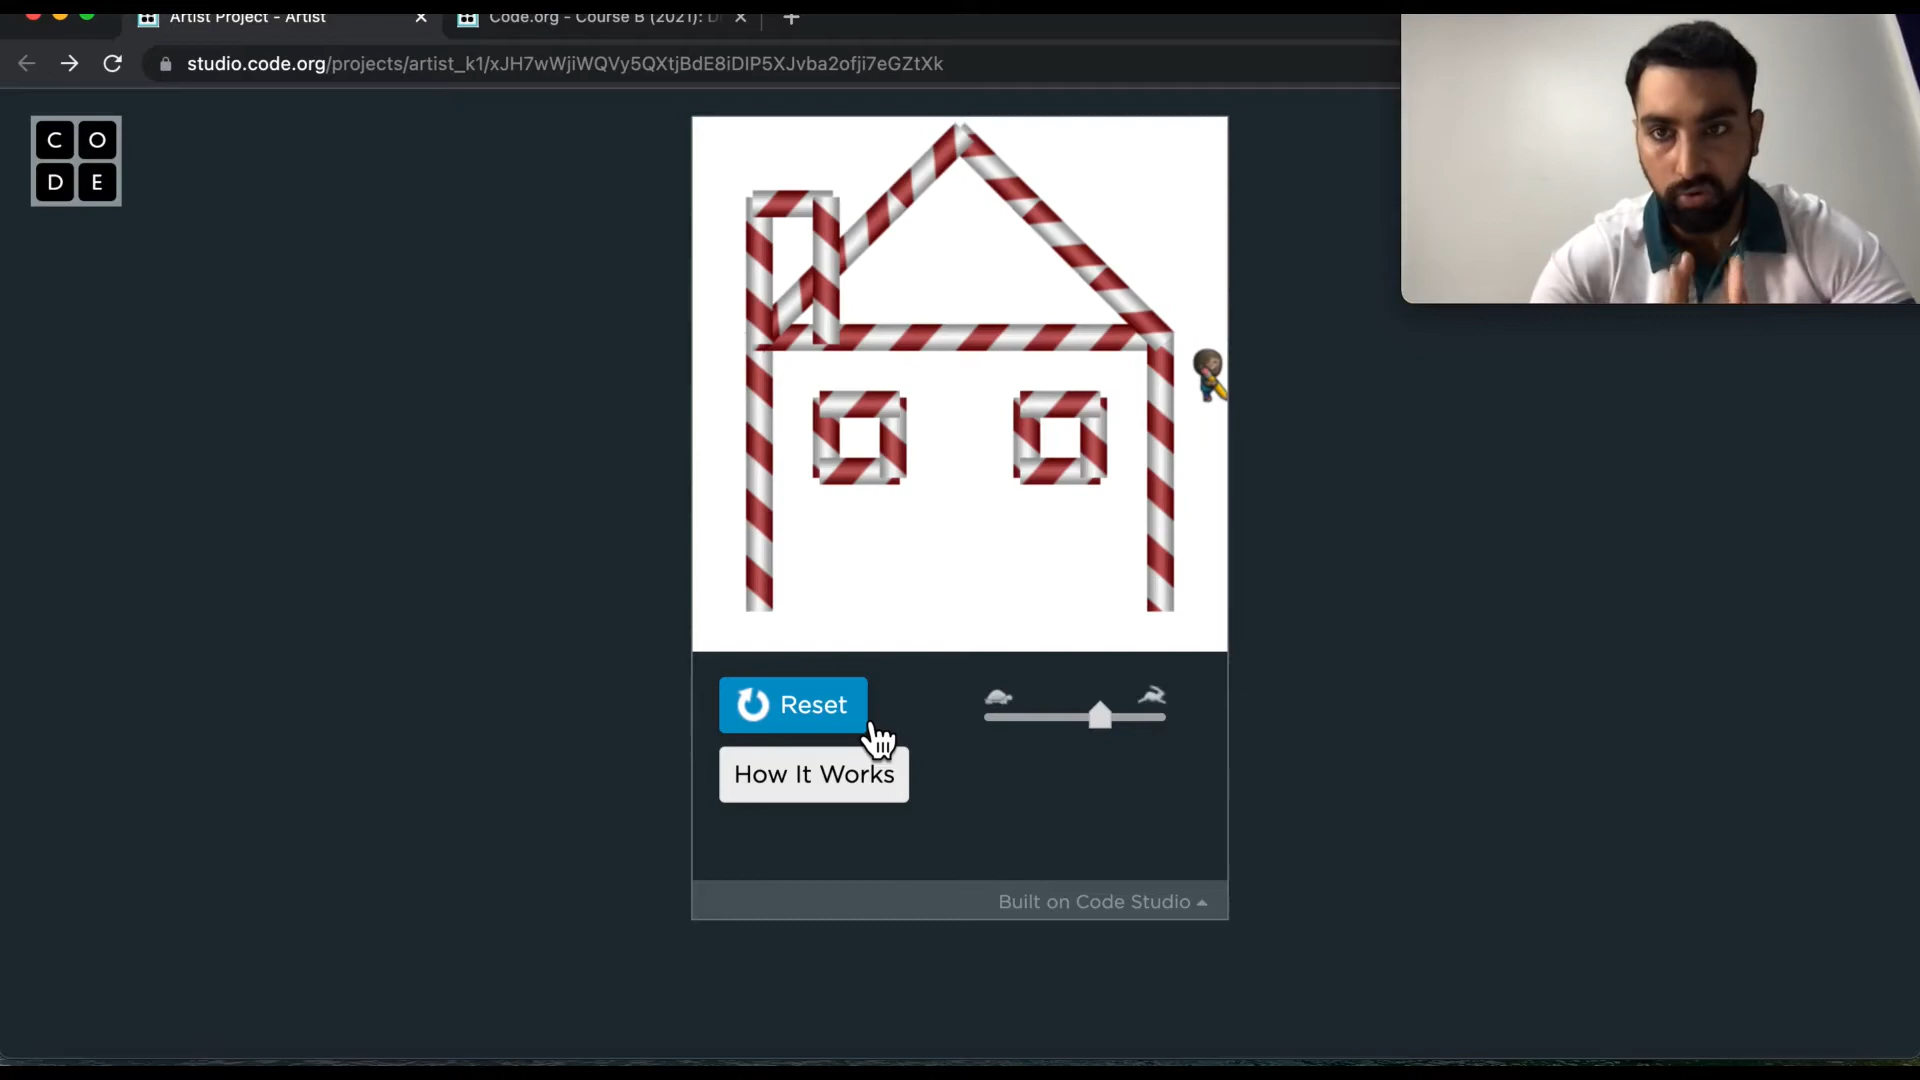 Artist Project - Artist
Code.org - Course B (2021):
studio.code.org/projects/artist_k1/xJH7wWjiWQVy5QXtjBdE8iDIP5XJvba2ofji7eGZtXk
C O
D E
Reset
How It Works
Built on Code Studio